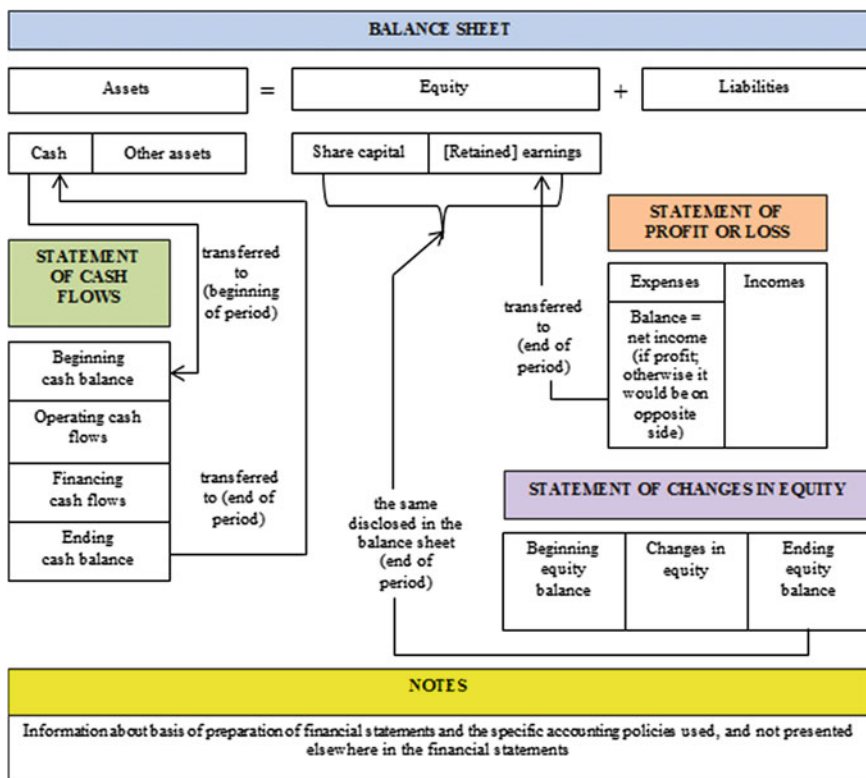 BALANCE SHEET
Assets
=
Equity
+
Liabilities
Cash
Other assets
Share capital
[Retained] earnings
STATEMENT OF
PROFIT OR LOSS
Expenses
Incomes
Balance =
net income
(if profit;
otherwise it
would be on
opposite
side)
transferred
to
(end of
period)
STATEMENT
OF CASH
FLOWS
transferred
to
(beginning
of period)
Beginning
cash balance
Operating cash
flows
Financing
cash flows
Ending
cash balance
transferred
to (end of
period)
the same
disclosed in the
balance sheet
(end of
period)
STATEMENT OF CHANGES IN EQUITY
Beginning
equity
balance
Changes in
equity
Ending
equity
balance
NOTES
Information about basis of preparation of financial statements and the specific accounting policies used, and not presented
elsewhere in the financial statements